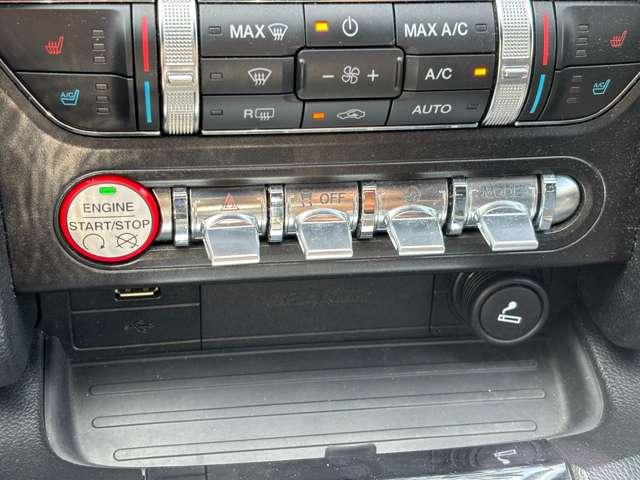 MAX
MAX A/C
A/C
A/C
A/C
R
AUTO
ENGINE
START/STOP
OFF
MODE